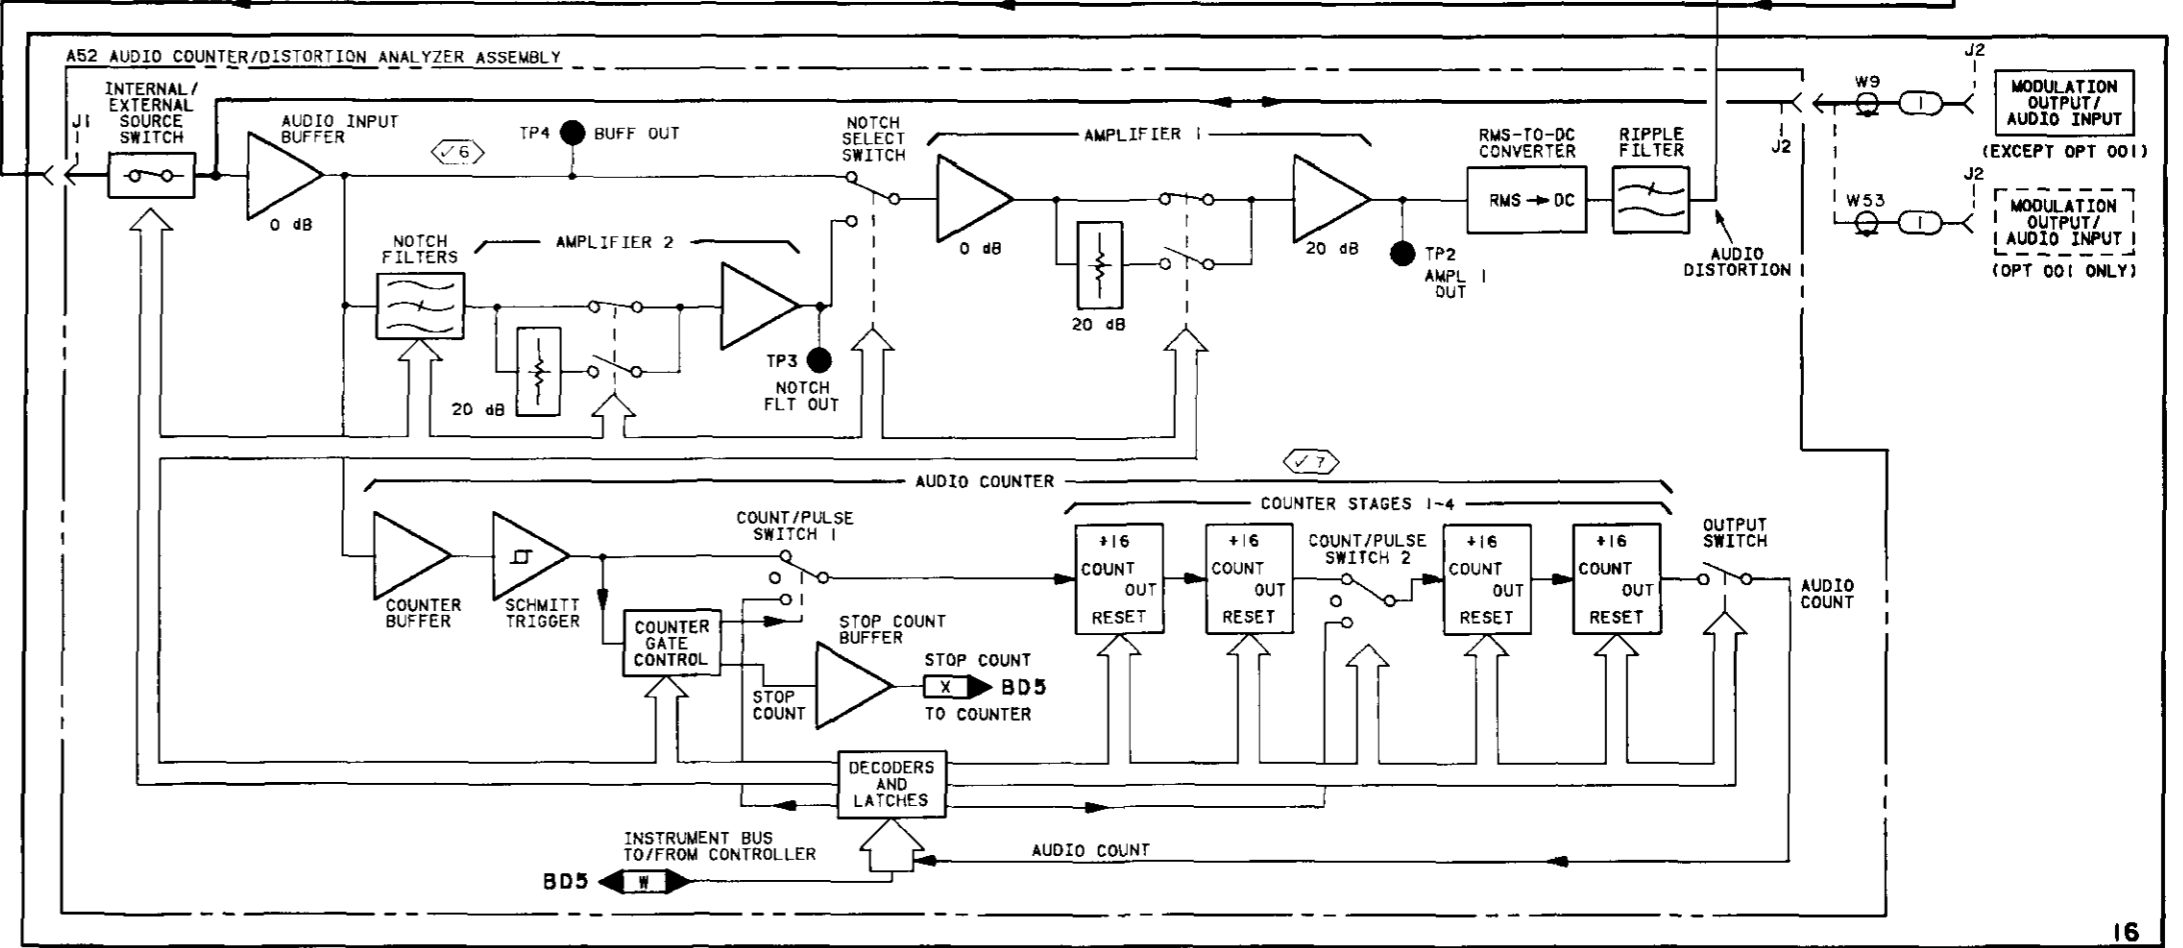 A52 AUDIO COUNTER/DISTORTION ANALYZER ASSEMBLY
INTERNAL/
EXTERNAL
SOURCE
SWITCH
J1
AUDIO INPUT
BUFFER
0 dB
√6
TP4
BUFF OUT
NOTCH
SELECT
SWITCH
AMPLIFIER 1
0 dB
20 dB
20 dB
TP2
AMPL 1
OUT
RMS-TO-DC
CONVERTER
RMS → DC
RIPPLE
FILTER
AUDIO
DISTORTION
J2
W9
I
J2
MODULATION
OUTPUT/
AUDIO INPUT
(EXCEPT OPT 001)
W53
I
J2
MODULATION
OUTPUT/
AUDIO INPUT
(OPT 001 ONLY)
NOTCH
FILTERS
AMPLIFIER 2
20 dB
TP3
NOTCH
FLT OUT
√7
AUDIO COUNTER
COUNTER STAGES 1-4
COUNTER
BUFFER
SCHMITT
TRIGGER
COUNT/PULSE
SWITCH 1
COUNTER
GATE
CONTROL
STOP
COUNT
STOP COUNT
BUFFER
STOP COUNT
X
BD5
TO COUNTER
÷16
COUNT
OUT
RESET
÷16
COUNT
OUT
RESET
COUNT/PULSE
SWITCH 2
÷16
COUNT
OUT
RESET
÷16
COUNT
OUT
RESET
OUTPUT
SWITCH
AUDIO
COUNT
DECODERS
AND
LATCHES
INSTRUMENT BUS
TO/FROM CONTROLLER
BD5
W
AUDIO COUNT
16